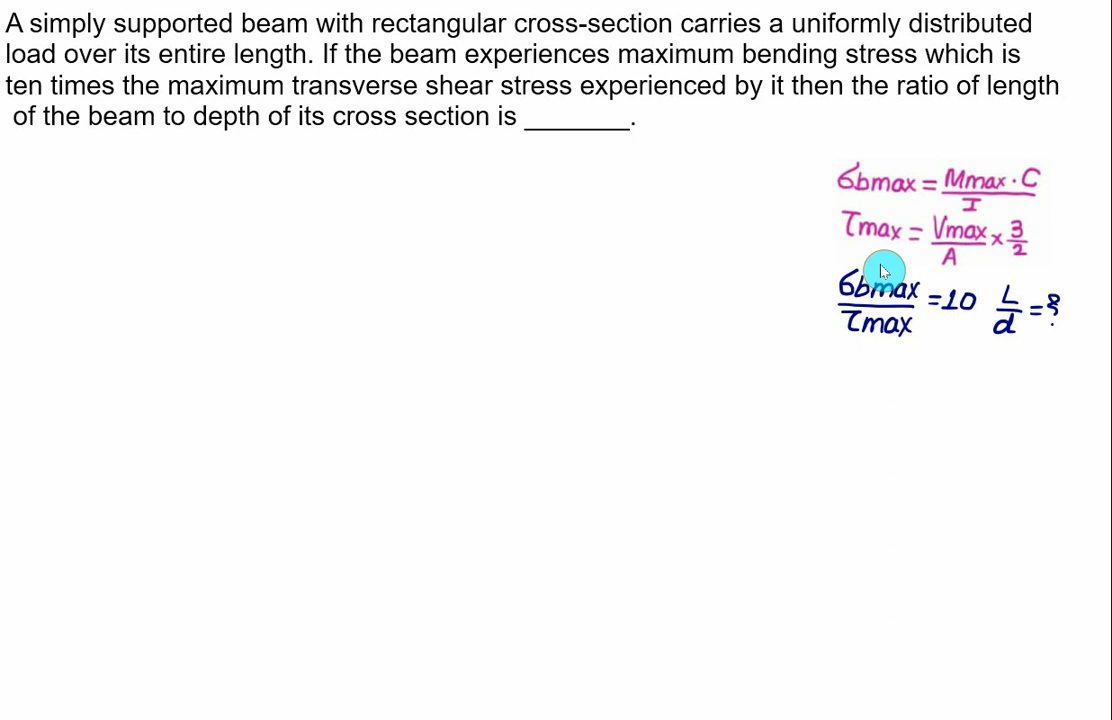 A simply supported beam with rectangular cross-section carries a uniformly distributed
load over its entire length. If the beam experiences maximum bending stress which is
ten times the maximum transverse shear stress experienced by it then the ratio of length
of the beam to depth of its cross section is ________.
σbmax = Mmax · C / I
τmax = Vmax / A × 3/2
σbmax / τmax = 10 L/d = ?